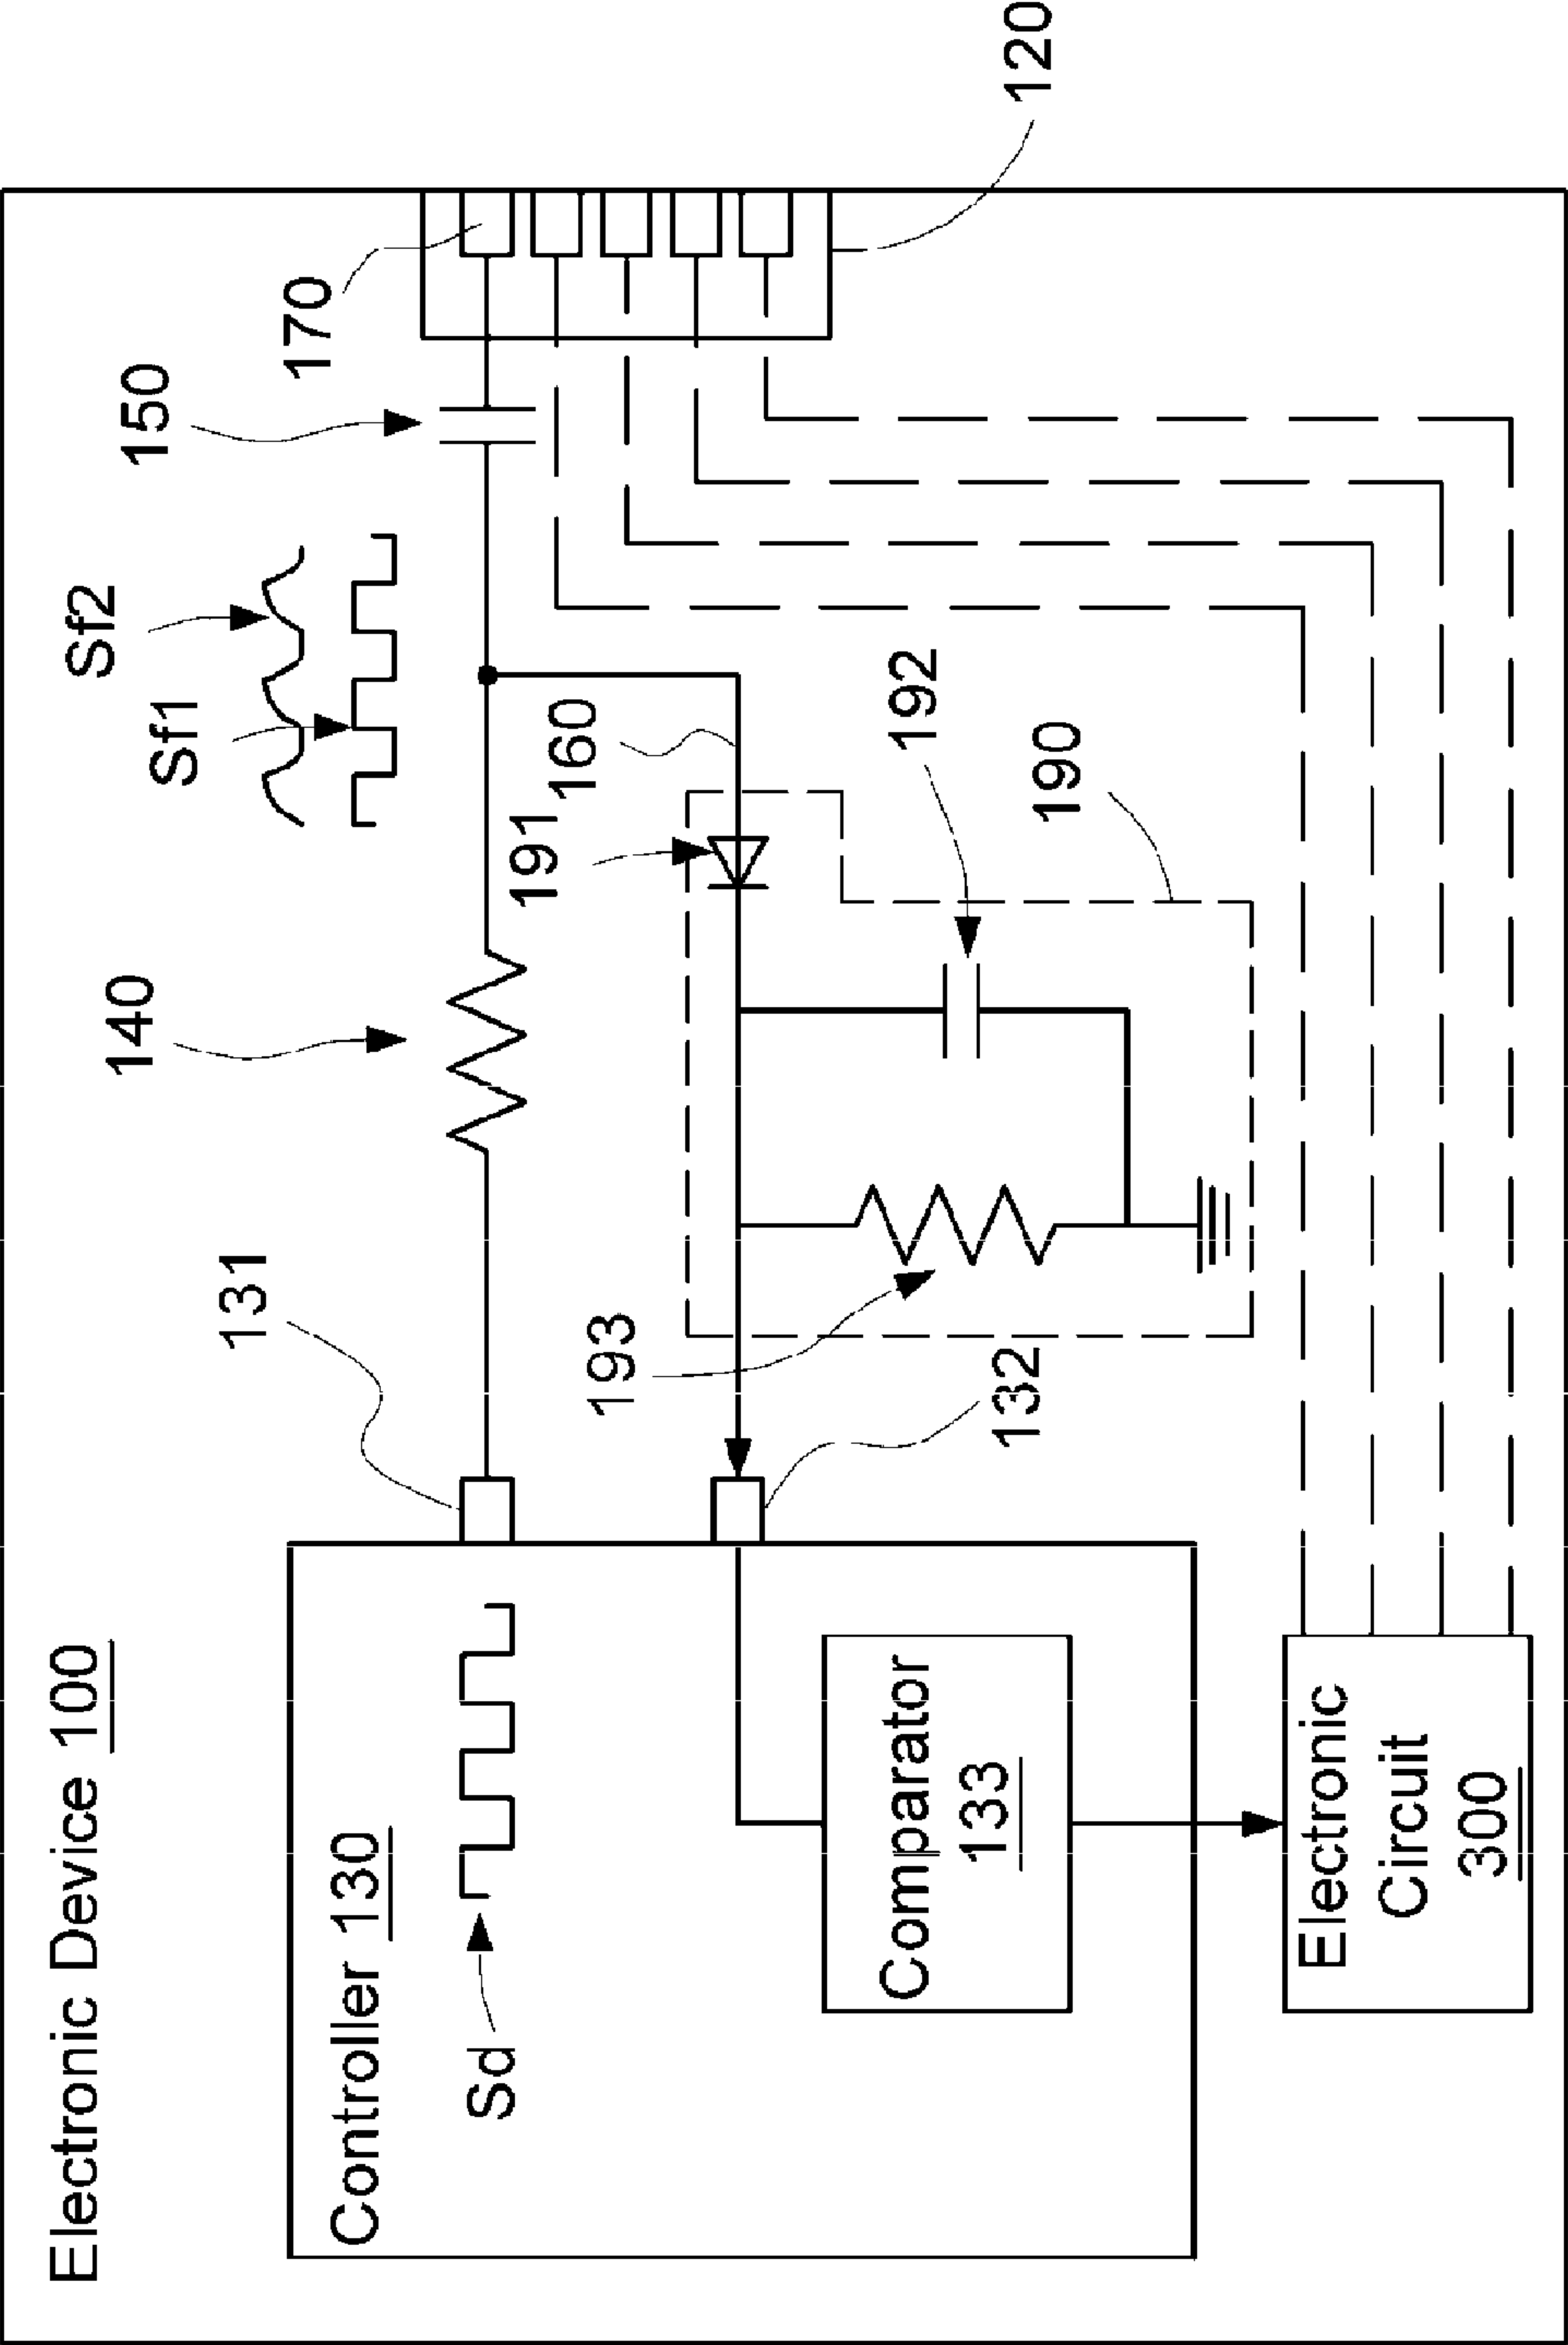 Electronic Device 100
Controller 130
Sd
131
140
Sf1
Sf2
150
170
120
160
191
192
190
193
132
Comparator
133
Electronic
Circuit
300